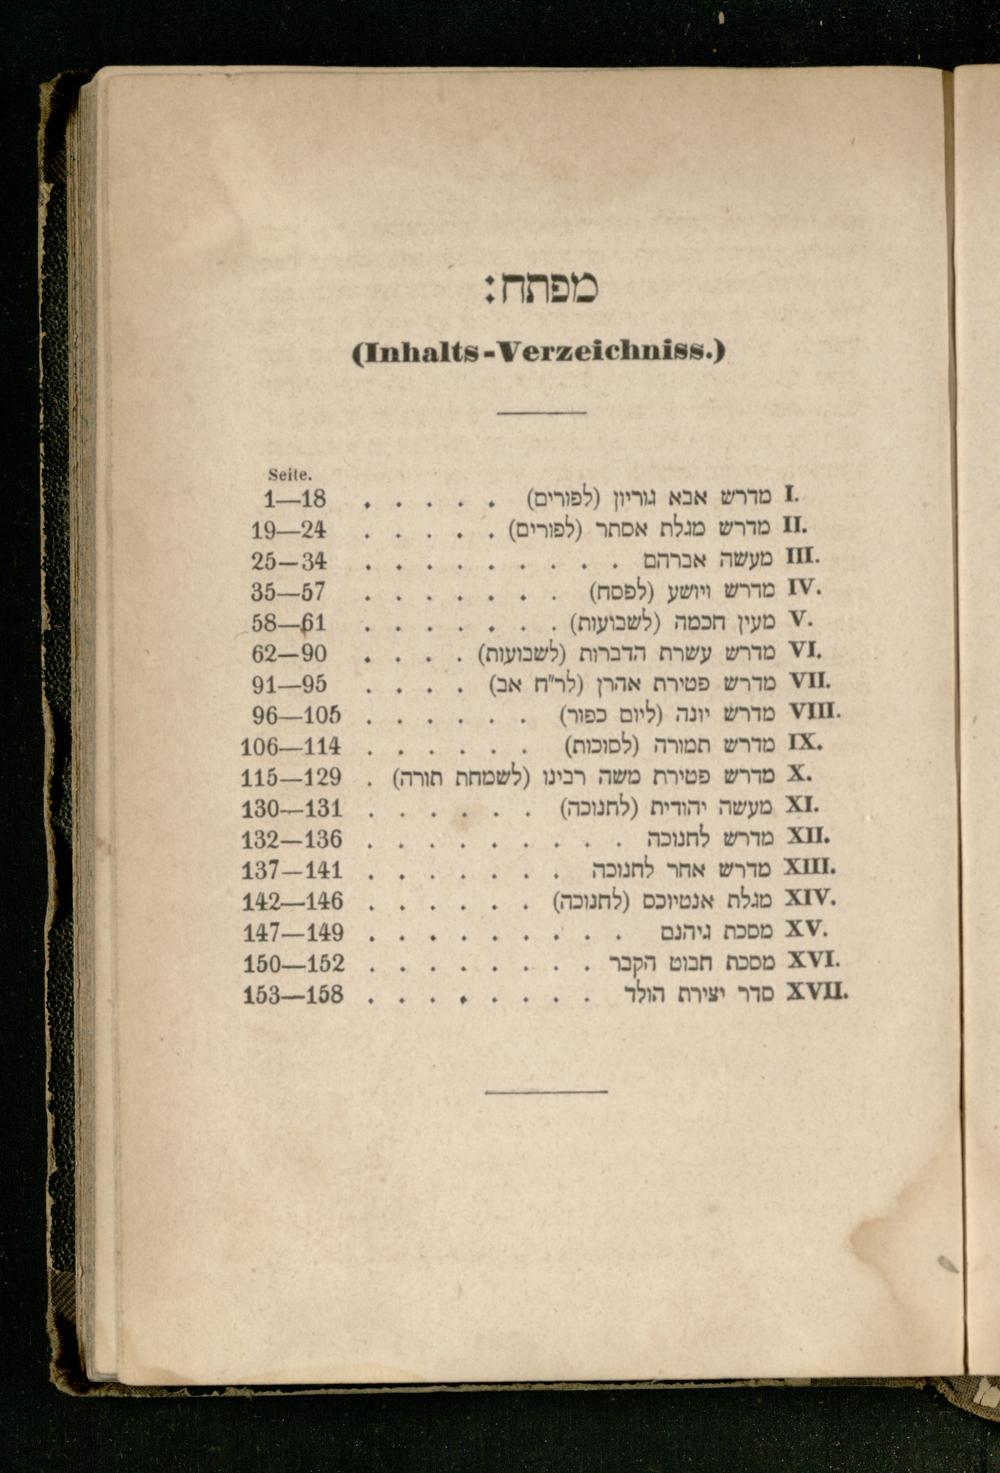 מפתח:
(Inhalts-Verzeichniss.)
Seite.
I. מדרש אבא גוריון (לפורים) . . . . . 1—18
II. מדרש מגלת אסתר (לפורים) . . . . . 19—24
III. מעשה אברהם . . . . . . . . . 25—34
IV. מדרש ויושע (לפסח) . . . . . . . 35—57
V. מעין חכמה (לשבועות) . . . . . . . 58—61
VI. מדרש עשרת הדברות (לשבועות) . . . . 62—90
VII. מדרש פטירת אהרן (לר"ח אב) . . . . 91—95
VIII. מדרש יונה (ליום כפור) . . . . . . 96—105
IX. מדרש תמורה (לסוכות) . . . . . . 106—114
X. מדרש פטירת משה רבינו (לשמחת תורה) . 115—129
XI. מעשה יהודית (לחנוכה) . . . . . . 130—131
XII. מדרש לחנוכה . . . . . . . . . 132—136
XIII. מדרש אחר לחנוכה . . . . . . . 137—141
XIV. מגלת אנטיוכס (לחנוכה) . . . . . . 142—146
XV. מסכת גיהנם . . . . . . . . . 147—149
XVI. מסכת חבוט הקבר . . . . . . . . 150—152
XVII. סדר יצירת הולד . . . . . . . . 153—158